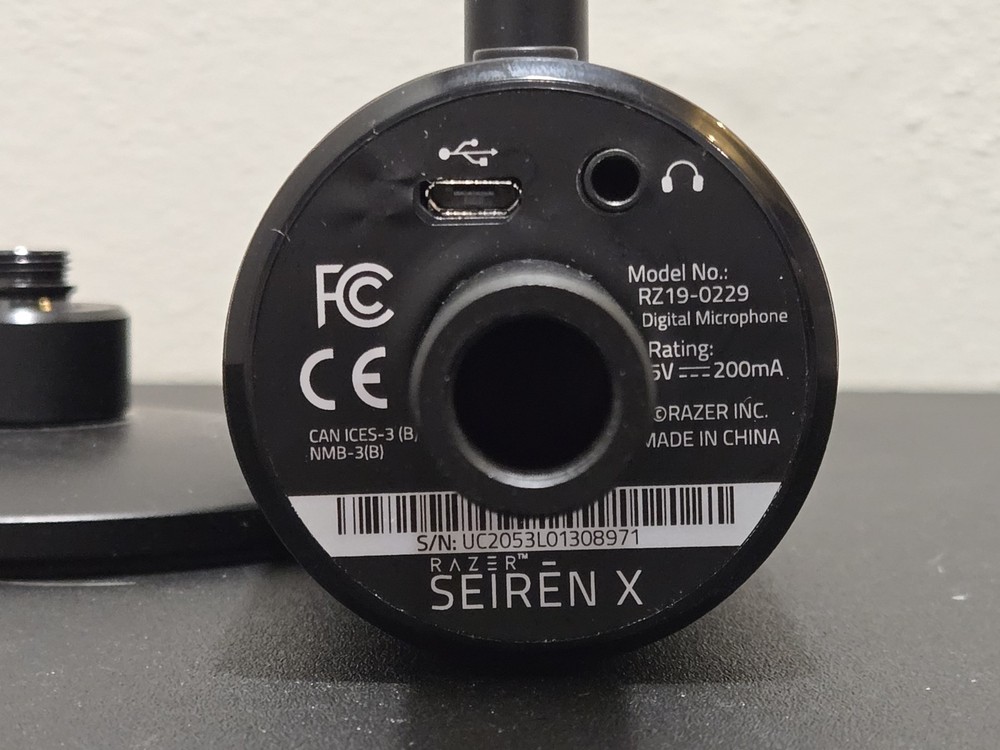 FC
CE
CAN ICES-3 (B)
NMB-3(B)
Model No.:
RZ19-0229
Digital Microphone
Rating:
5V 200mA
©RAZER INC.
MADE IN CHINA
S/N: UC2053L01308971
RAZER™
SEIRĒN X